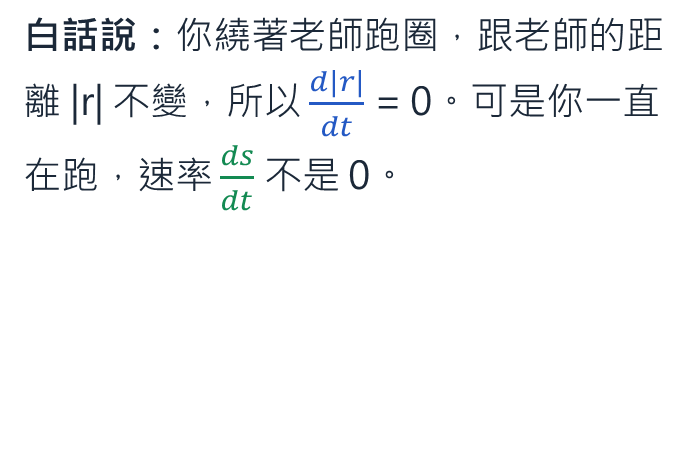 白話說：你繞著老師跑圈，跟老師的距
離 |r| 不變，所以 d|r|/dt = 0。可是你一直
在跑，速率 ds/dt 不是 0。